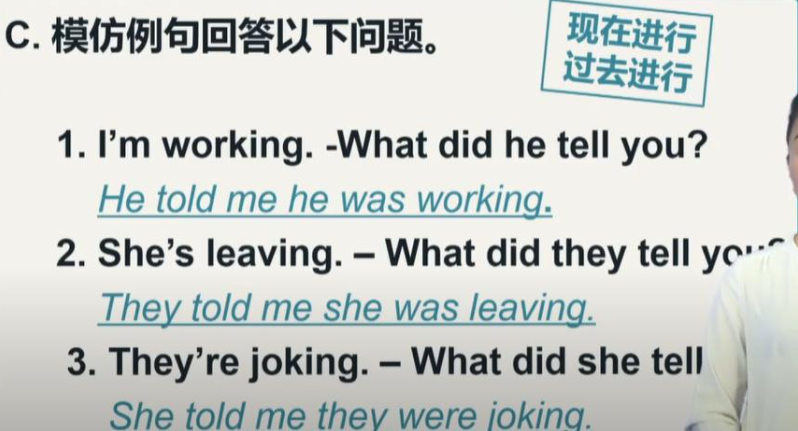 C. 模仿例句回答以下问题。
现在进行
过去进行
1. I'm working. -What did he tell you?
He told me he was working.
2. She's leaving. – What did they tell you?
They told me she was leaving.
3. They're joking. – What did she tell
She told me they were joking.